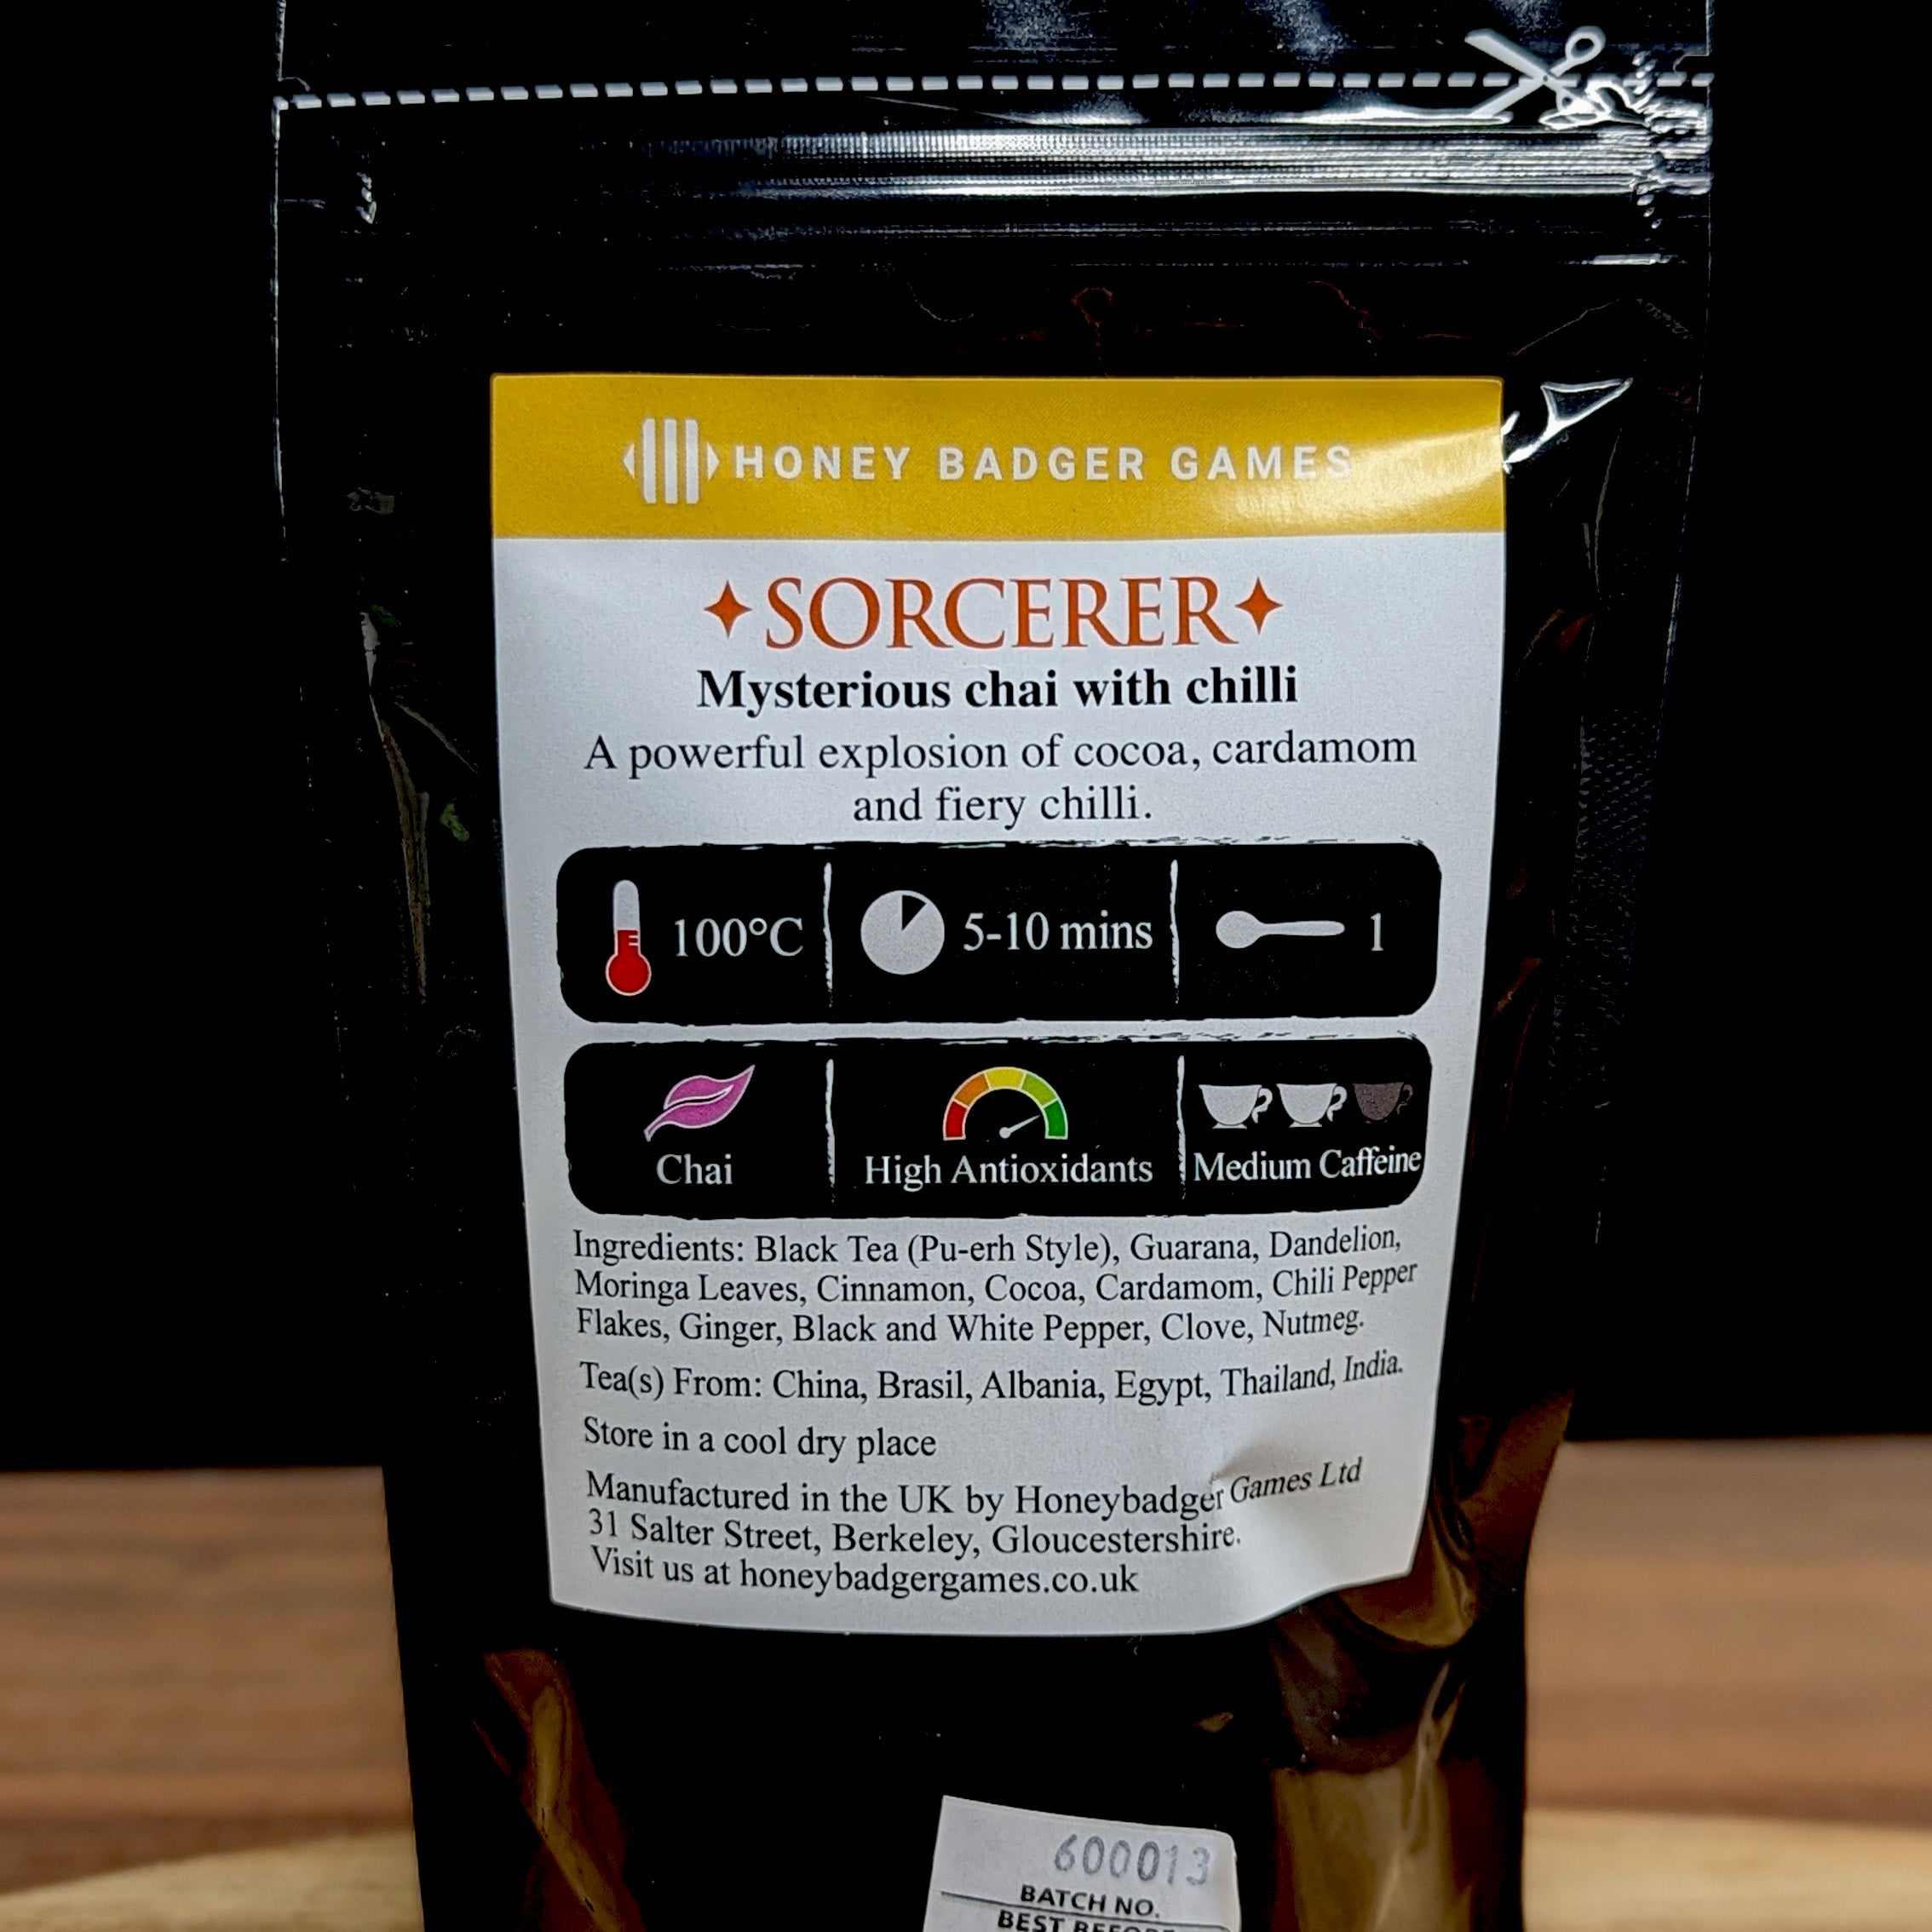 HONEY BADGER GAMES
SORCERER
Mysterious chai with chilli
A powerful explosion of cocoa, cardamom
and fiery chilli.
100°C 5-10 mins 1
Chai High Antioxidants Medium Caffeine
Ingredients: Black Tea (Pu-erh Style), Guarana, Dandelion,
Moringa Leaves, Cinnamon, Cocoa, Cardamom, Chili Pepper
Flakes, Ginger, Black and White Pepper, Clove, Nutmeg.
Tea(s) From: China, Brasil, Albania, Egypt, Thailand, India.
Store in a cool dry place
Manufactured in the UK by Honeybadger Games Ltd
31 Salter Street, Berkeley, Gloucestershire.
Visit us at honeybadgergames.co.uk
600013
BATCH NO.
BEST BEFORE